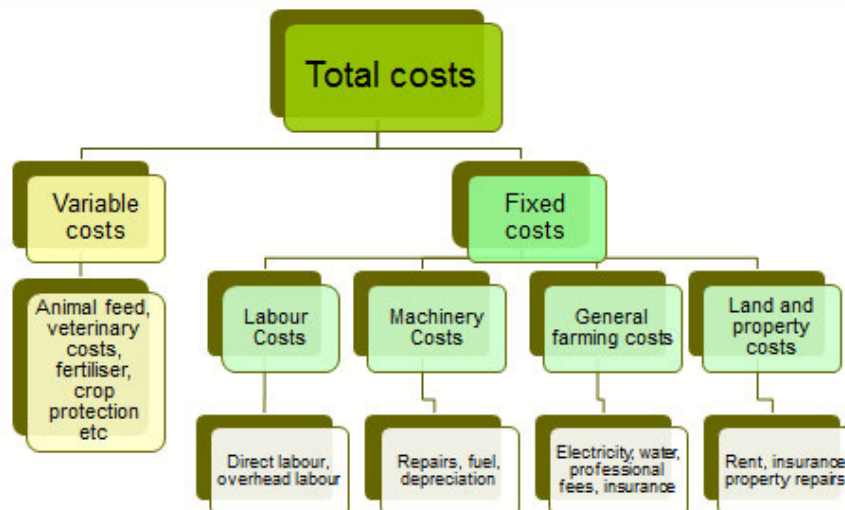 Total costs
Variable
costs
Fixed
costs
Animal feed,
veterinary
costs,
fertiliser,
crop
protection
etc
Labour
Costs
Machinery
Costs
General
farming costs
Land and
property
costs
Direct labour,
overhead labour
Repairs, fuel,
depreciation
Electricity, water,
professional
fees, insurance
Rent, insurance,
property repairs